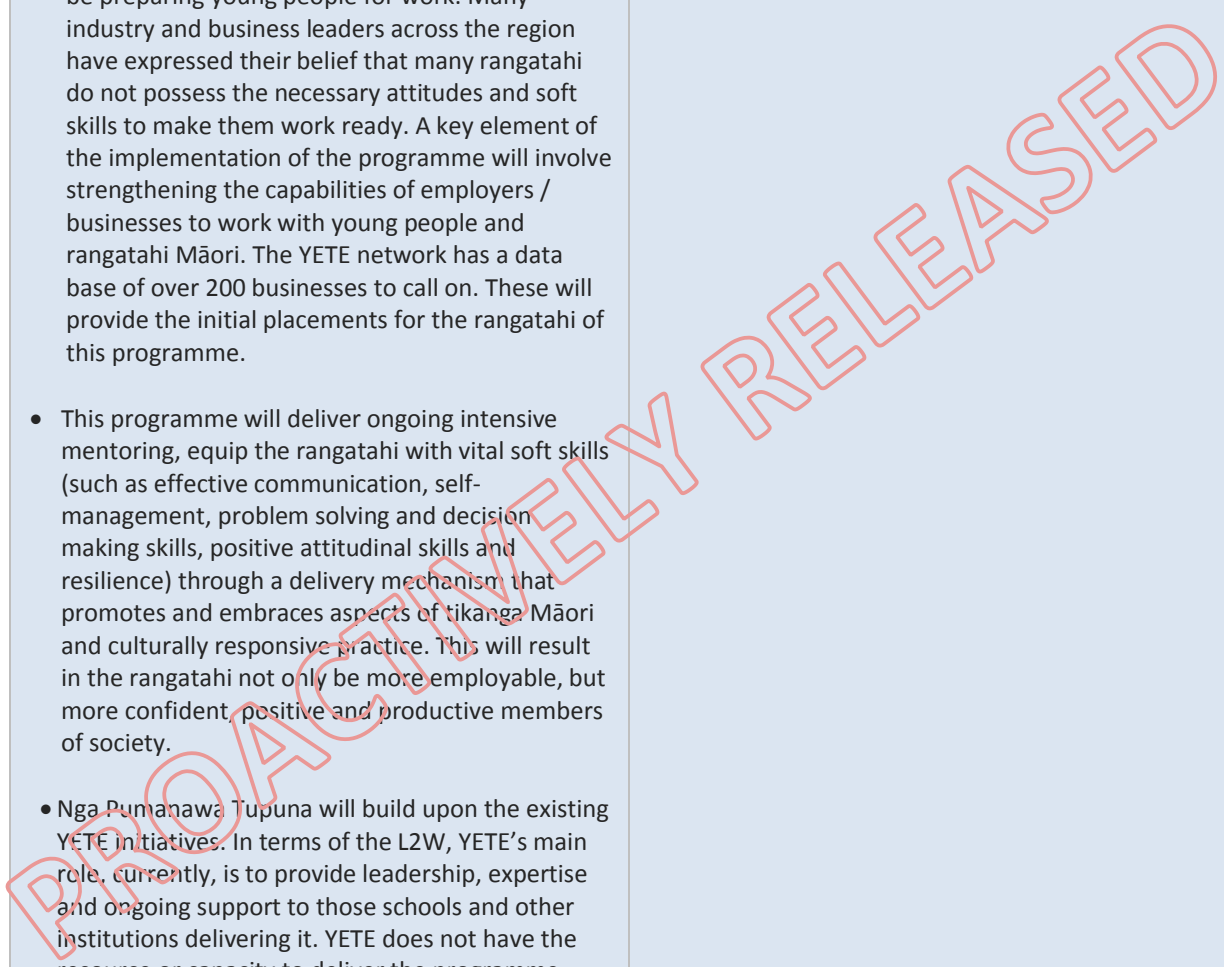 be preparing young people for work. Many
industry and business leaders across the region
have expressed their belief that many rangatahi
do not possess the necessary attitudes and soft
skills to make them work ready. A key element of
the implementation of the programme will involve
strengthening the capabilities of employers /
businesses to work with young people and
rangatahi Māori. The YETE network has a data
base of over 200 businesses to call on. These will
provide the initial placements for the rangatahi of
this programme.
• This programme will deliver ongoing intensive
mentoring, equip the rangatahi with vital soft skills
(such as effective communication, self-
management, problem solving and decision
making skills, positive attitudinal skills and
resilience) through a delivery mechanism that
promotes and embraces aspects of tikanga Māori
and culturally responsive practice. This will result
in the rangatahi not only be more employable, but
more confident, positive and productive members
of society.
• Nga Pumanawa Tupuna will build upon the existing
YETE initiatives. In terms of the L2W, YETE’s main
role, currently, is to provide leadership, expertise
and ongoing support to those schools and other
institutions delivering it. YETE does not have the
resource or capacity to deliver the programme
PROACTIVELY RELEASED